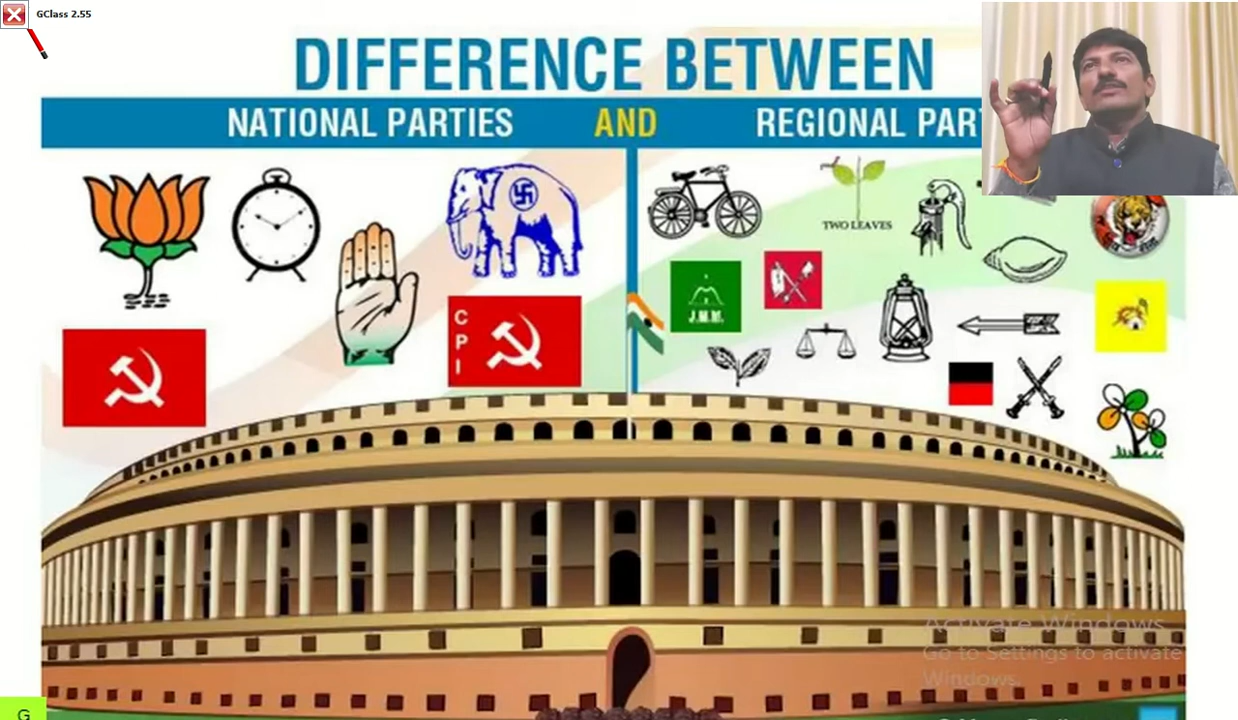 GClass 2.55
DIFFERENCE BETWEEN
NATIONAL PARTIES AND REGIONAL PART
TWO LEAVES
J.M.M.
C
P
I
Activate Windows
Go to Settings to activate
Windows.
G